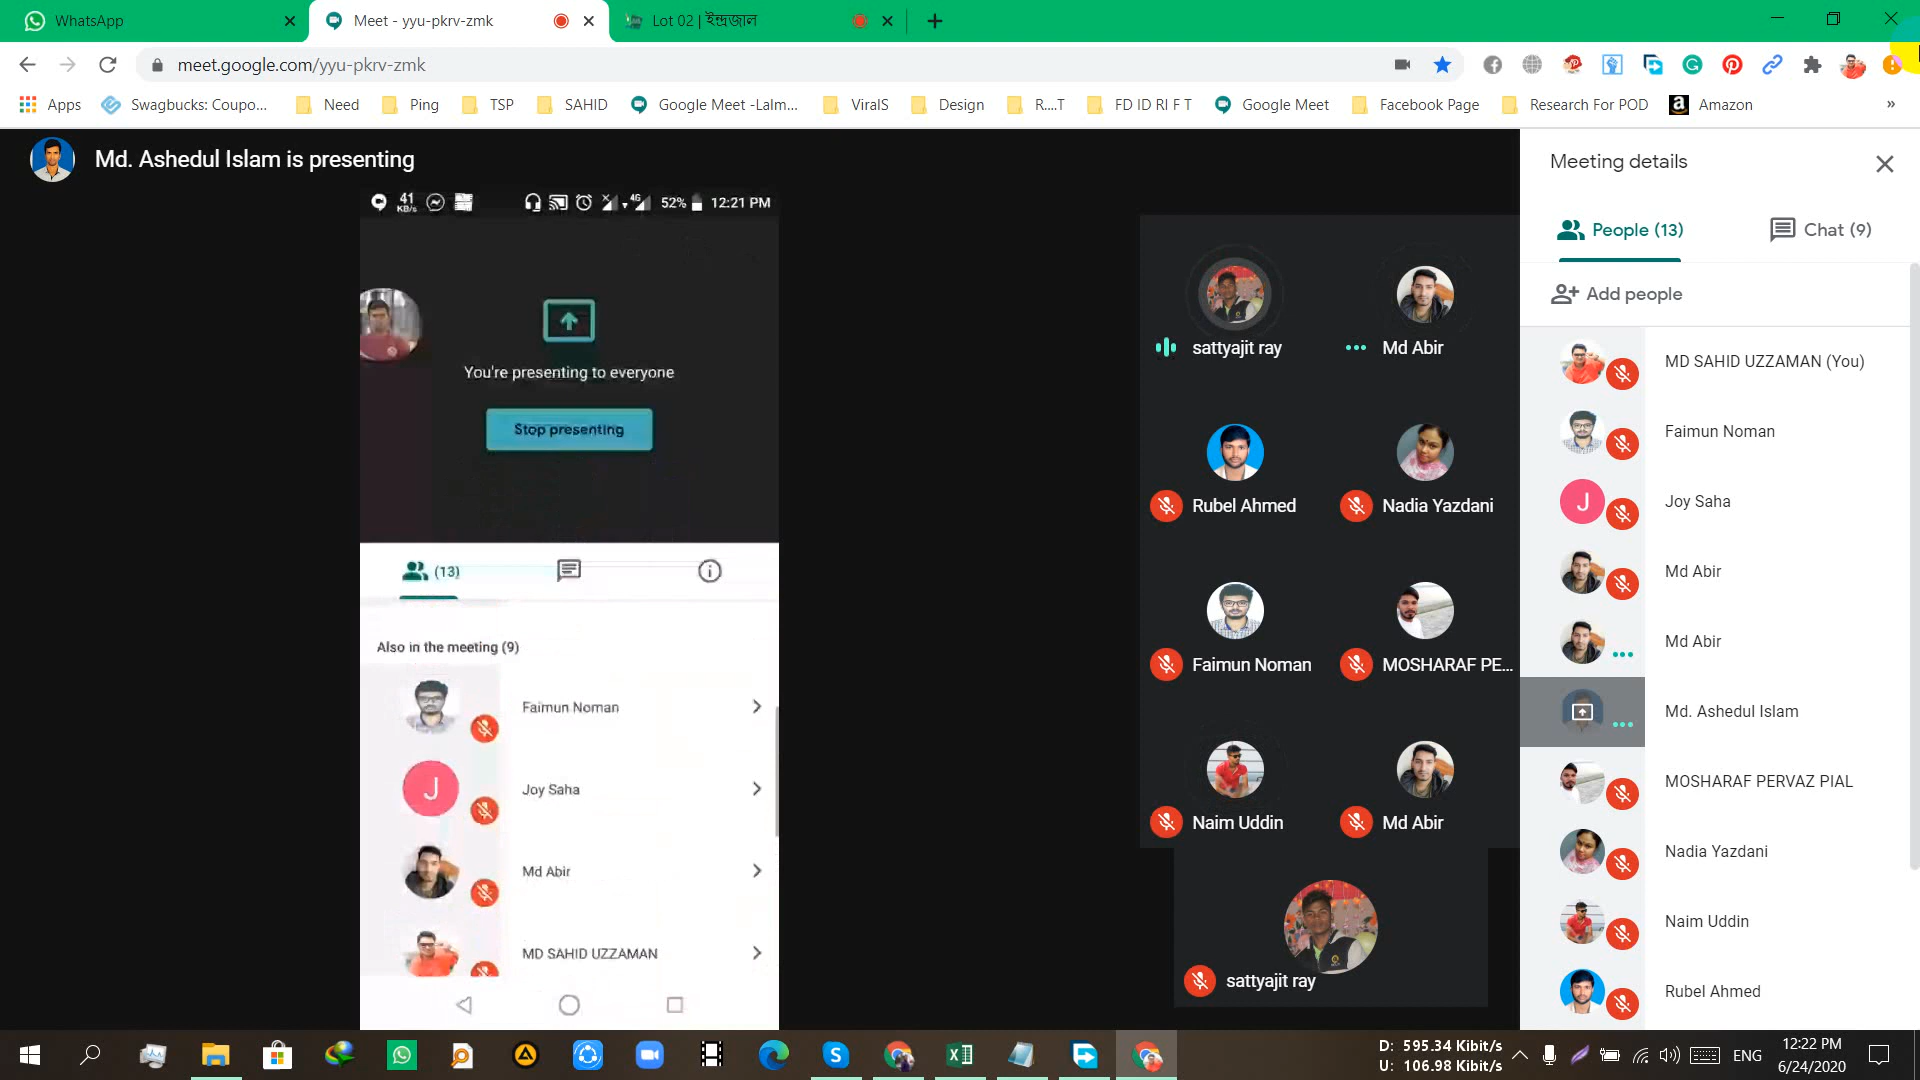 WhatsApp
Meet - yyu-pkrv-zmk
Lot 02 | ইন্দ্রজাল
meet.google.com/yyu-pkrv-zmk
Apps
Swagbucks: Coupo...
Need
Ping
TSP
SAHID
Google Meet -Lalm...
ViralS
Design
R....T
FD ID RI F T
Google Meet
Facebook Page
Research For POD
Amazon
»
Md. Ashedul Islam is presenting
41
KB/s
4G
52%
12:21 PM
You're presenting to everyone
Stop presenting
(13)
Also in the meeting (9)
Faimun Noman
J
Joy Saha
Md Abir
MD SAHID UZZAMAN
sattyajit ray
Md Abir
Rubel Ahmed
Nadia Yazdani
Faimun Noman
MOSHARAF PE...
Naim Uddin
Md Abir
sattyajit ray
Meeting details
People (13)
Chat (9)
Add people
MD SAHID UZZAMAN (You)
Faimun Noman
J
Joy Saha
Md Abir
Md Abir
Md. Ashedul Islam
MOSHARAF PERVAZ PIAL
Nadia Yazdani
Naim Uddin
Rubel Ahmed
D: 595.34 Kibit/s
U: 106.98 Kibit/s
ENG
12:22 PM
6/24/2020